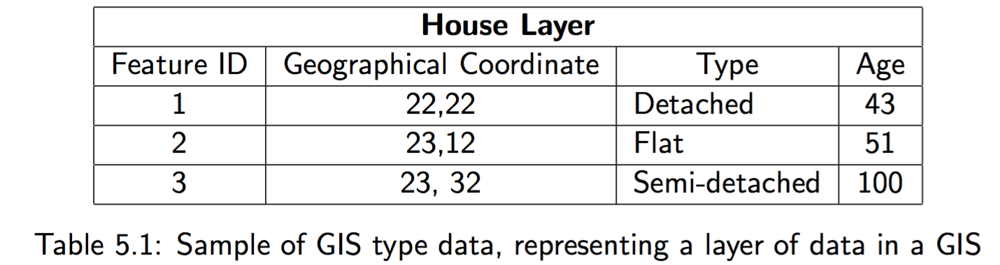 House Layer
Feature ID Geographical Coordinate Type Age
1 22,22 Detached 43
2 23,12 Flat 51
3 23, 32 Semi-detached 100
Table 5.1: Sample of GIS type data, representing a layer of data in a GIS